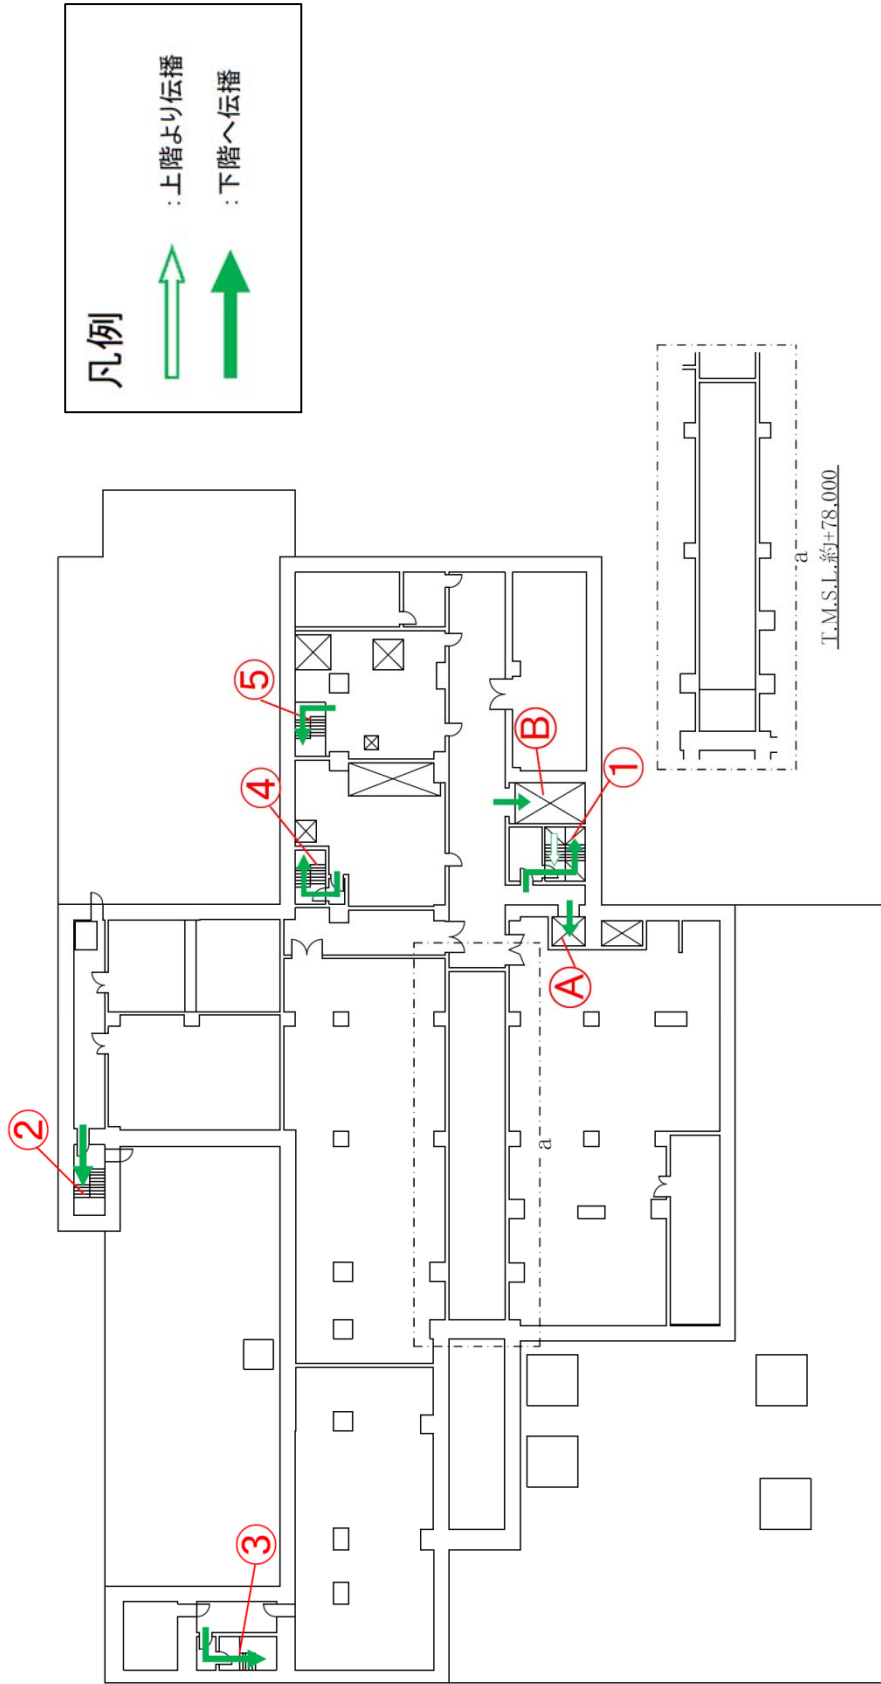 凡例
：上階より伝播
：下階へ伝播
②
⑤
④
Ⓑ
①
Ⓐ
③
a
a
T.M.S.L.約+78,000